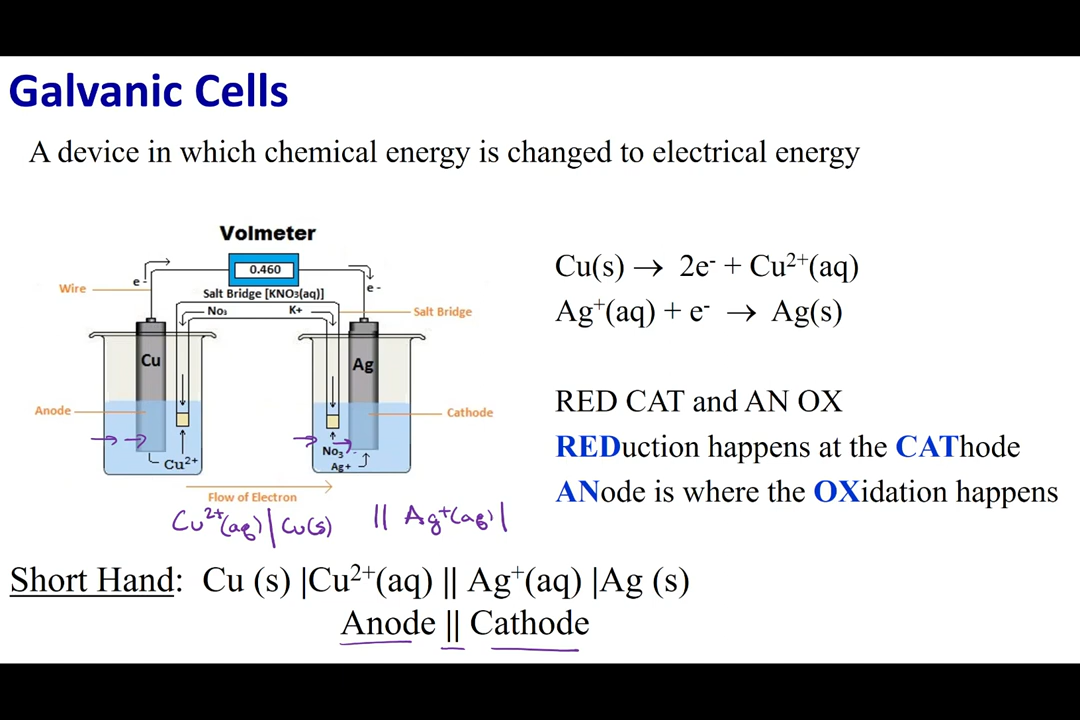 Galvanic Cells
A device in which chemical energy is changed to electrical energy
Volmeter
0.460
e-
e-
Wire
Salt Bridge [KNO₃(aq)]
No₃
K+
Salt Bridge
Cu
Ag
Anode
Cathode
Cu²⁺
No₃
Ag+
Flow of Electron
Cu²⁺(aq) | Cu(s) || Ag⁺(aq) |
Cu(s) → 2e⁻ + Cu²⁺(aq)
Ag⁺(aq) + e⁻ → Ag(s)
RED CAT and AN OX
REDuction happens at the CAThode
ANode is where the OXidation happens
Short Hand: Cu (s) |Cu²⁺(aq) || Ag⁺(aq) |Ag (s)
Anode || Cathode